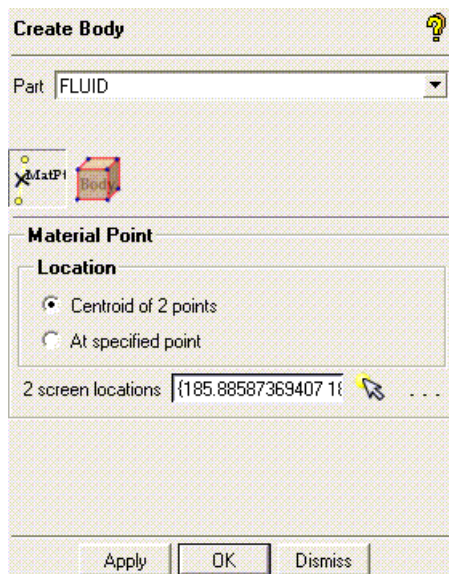 Create Body
Part FLUID
MatPt Body
Material Point
Location
Centroid of 2 points
At specified point
2 screen locations {185.88587369407 18
. . .
Apply OK Dismiss